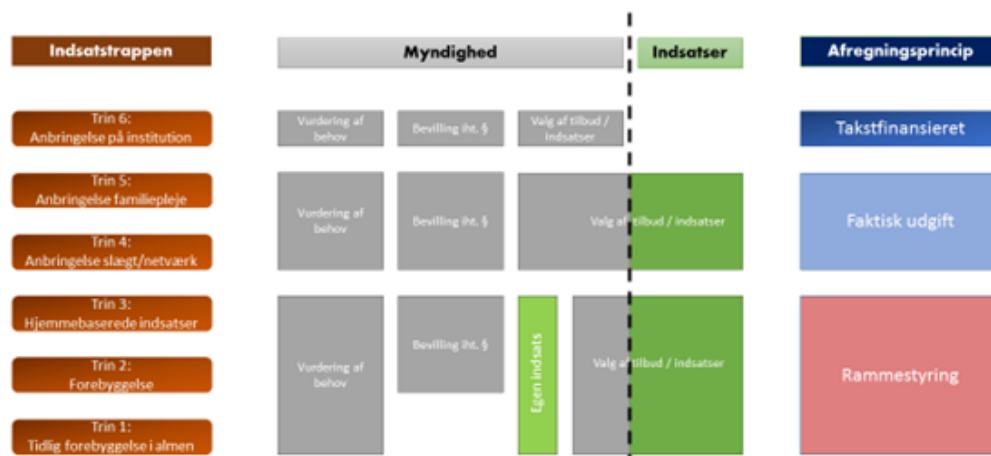 Indsatstrappen
Myndighed
Indsatser
Afregningsprincip
Trin 6:
Anbringelse på institution
Vurdering af
behov
Bevilling iht. §
Valg af tilbud /
indsatser
Takstfinansieret
Trin 5:
Anbringelse familiepleje
Trin 4:
Anbringelse slægt/netværk
Vurdering af
behov
Bevilling iht. §
Valg af tilbud / indsatser
Faktisk udgift
Trin 3:
Hjemmebaserede indsatser
Trin 2:
Forebyggelse
Trin 1:
Tidlig forebyggelse i almen
Vurdering af
behov
Bevilling iht. §
Egen indsats
Valg af tilbud / indsatser
Rammestyring